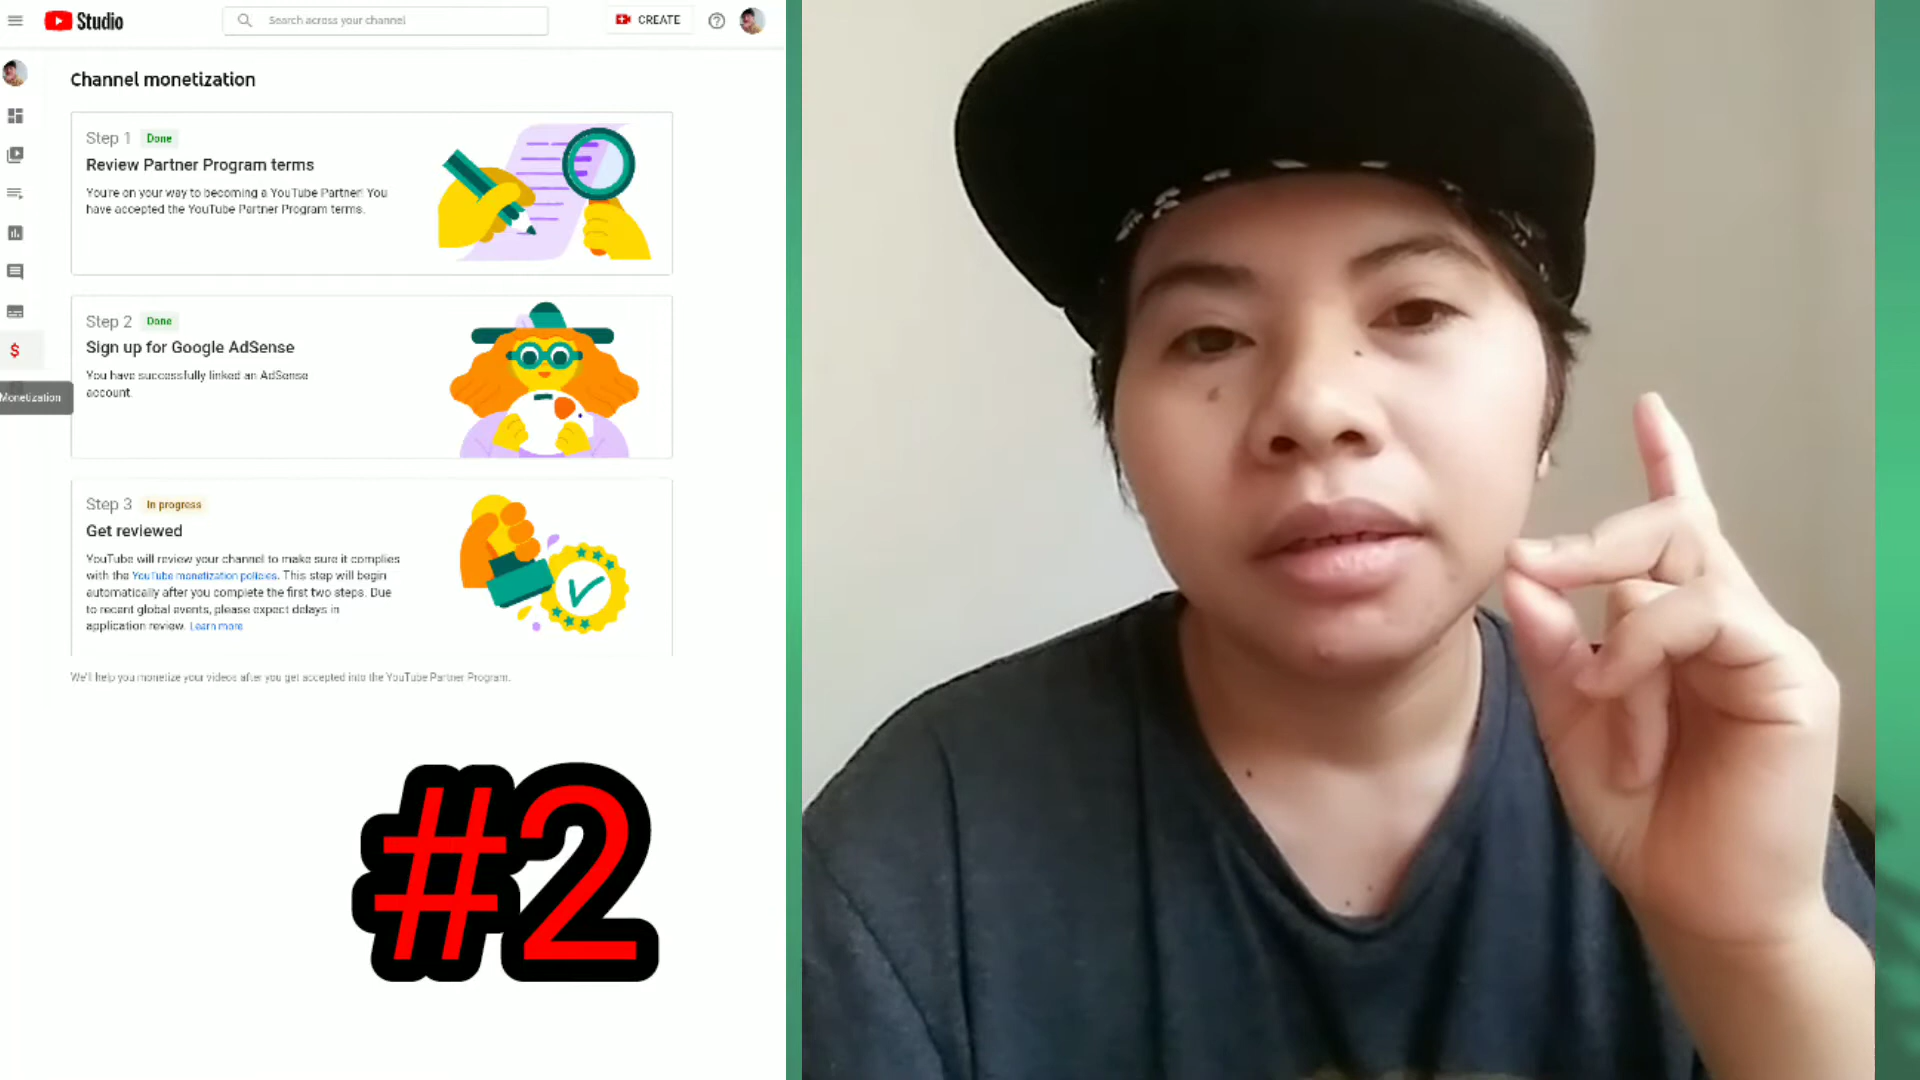 Studio
Search across your channel
CREATE
Channel monetization
Step 1 Done
Review Partner Program terms
You're on your way to becoming a YouTube Partner! You
have accepted the YouTube Partner Program terms.
Step 2 Done
Sign up for Google AdSense
You have successfully linked an AdSense
account.
Monetization
Step 3 In progress
Get reviewed
YouTube will review your channel to make sure it complies
with the YouTube monetization policies. This step will begin
automatically after you complete the first two steps. Due
to recent global events, please expect delays in
application review. Learn more
We'll help you monetize your videos after you get accepted into the YouTube Partner Program.
#2